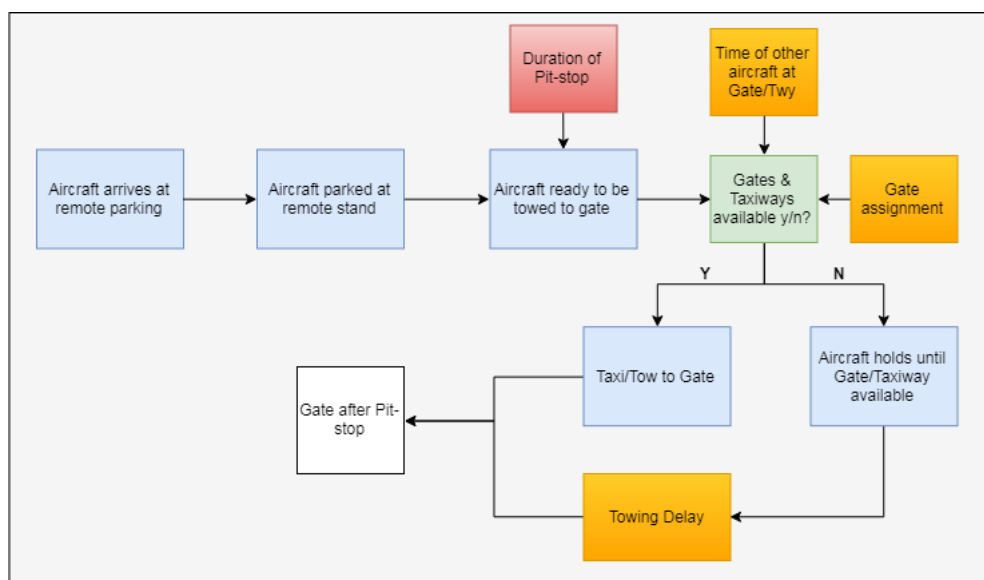 Duration of
Pit-stop
Time of other
aircraft at
Gate/Twy
Aircraft arrives at
remote parking
Aircraft parked at
remote stand
Aircraft ready to be
towed to gate
Gates &
Taxiways
available y/n?
Gate
assignment
Y
N
Taxi/Tow to Gate
Aircraft holds until
Gate/Taxiway
available
Gate after Pit-
stop
Towing Delay